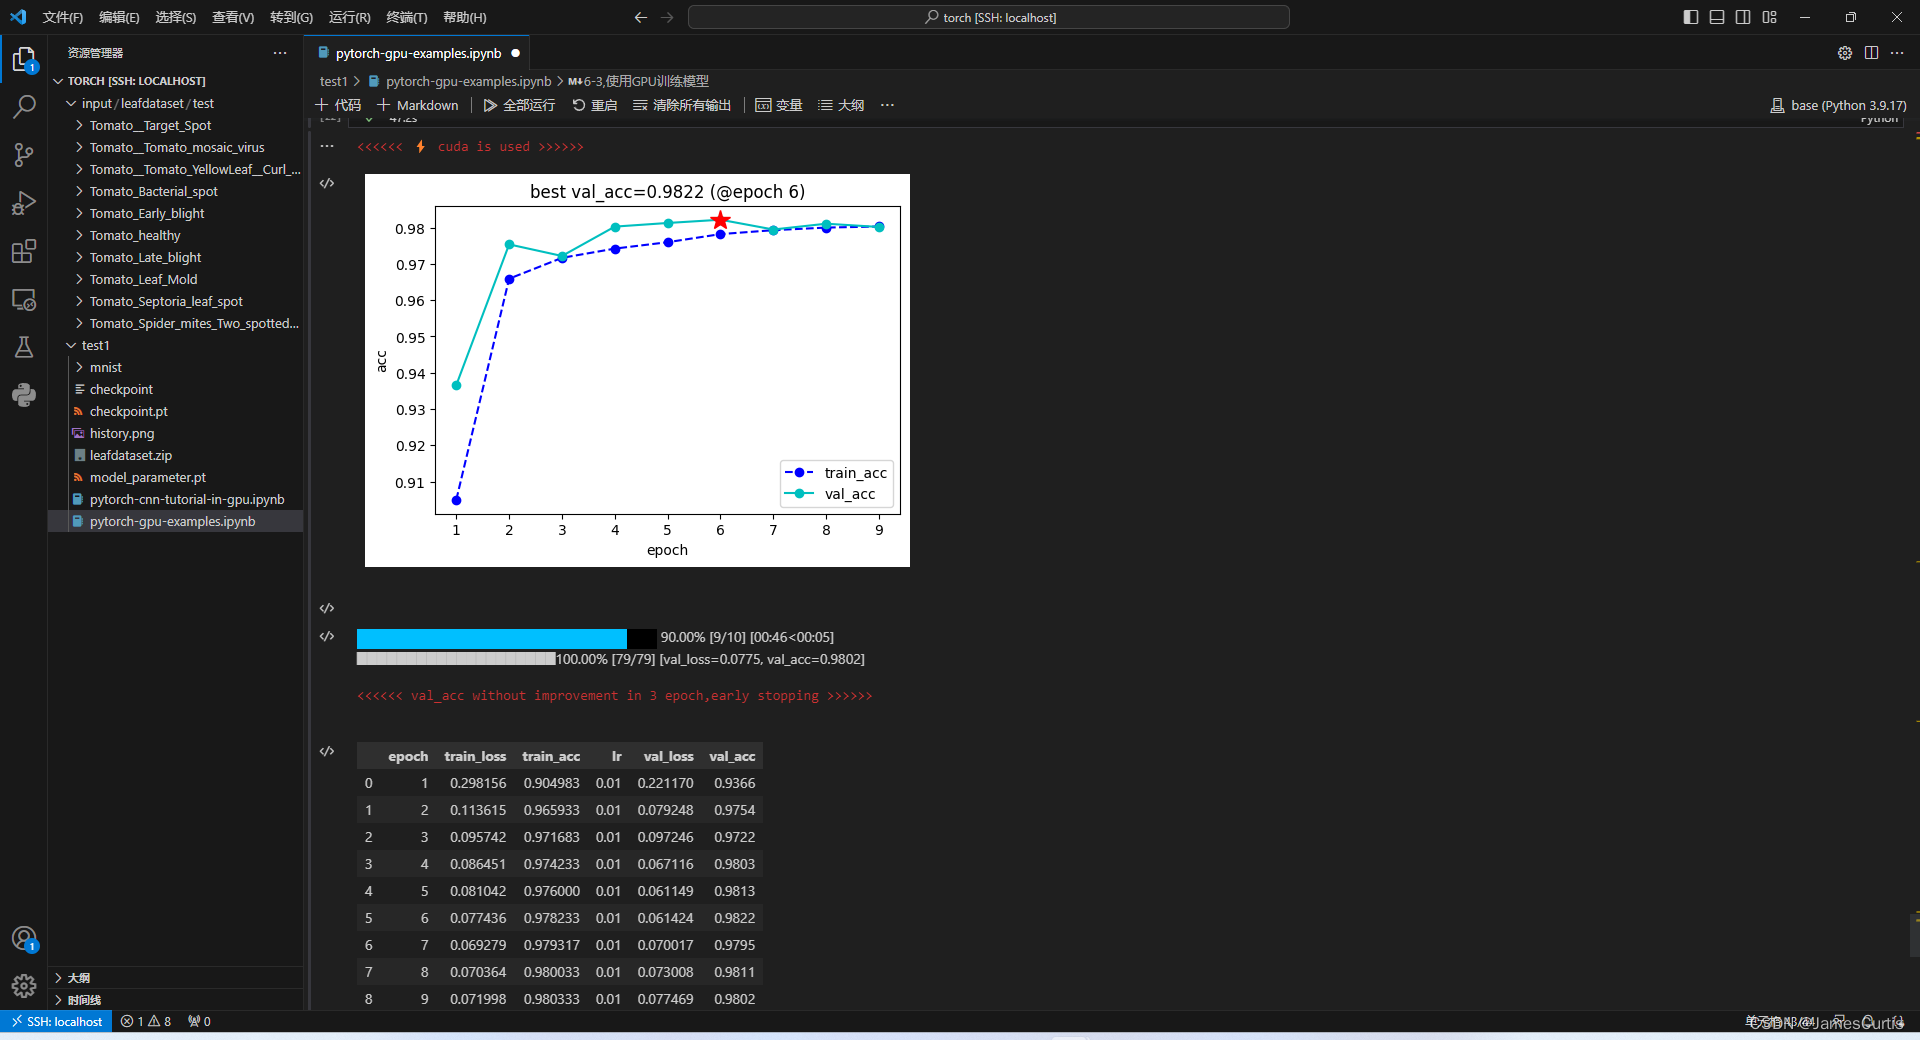 文件(F) 编辑(E) 选择(S) 查看(V) 转到(G) 运行(R) 终端(T) 帮助(H) torch [SSH: localhost]
资源管理器
TORCH [SSH: LOCALHOST]
input/leafdataset/test
Tomato__Target_Spot
Tomato__Tomato_mosaic_virus
Tomato__Tomato_YellowLeaf__Curl_...
Tomato_Bacterial_spot
Tomato_Early_blight
Tomato_healthy
Tomato_Late_blight
Tomato_Leaf_Mold
Tomato_Septoria_leaf_spot
Tomato_Spider_mites_Two_spotted...
test1
mnist
checkpoint
checkpoint.pt
history.png
leafdataset.zip
model_parameter.pt
pytorch-cnn-tutorial-in-gpu.ipynb
pytorch-gpu-examples.ipynb
大纲
时间线
1
1
pytorch-gpu-examples.ipynb
test1 > pytorch-gpu-examples.ipynb > M↓6-3,使用GPU训练模型
+ 代码 + Markdown 全部运行 重启 清除所有输出 变量 大纲 ... base (Python 3.9.17)
[22] 47.2s Python
<<<<<< ⚡ cuda is used >>>>>>
best val_acc=0.9822 (@epoch 6)
0.98
0.97
0.96
0.95
0.94
0.93
0.92
0.91
acc
train_acc
val_acc
1 2 3 4 5 6 7 8 9
epoch
90.00% [9/10] [00:46<00:05]
100.00% [79/79] [val_loss=0.0775, val_acc=0.9802]
<<<<<< val_acc without improvement in 3 epoch,early stopping >>>>>>
epoch train_loss train_acc lr val_loss val_acc
0 1 0.298156 0.904983 0.01 0.221170 0.9366
1 2 0.113615 0.965933 0.01 0.079248 0.9754
2 3 0.095742 0.971683 0.01 0.097246 0.9722
3 4 0.086451 0.974233 0.01 0.067116 0.9803
4 5 0.081042 0.976000 0.01 0.061149 0.9813
5 6 0.077436 0.978233 0.01 0.061424 0.9822
6 7 0.069279 0.979317 0.01 0.070017 0.9795
7 8 0.070364 0.980033 0.01 0.073008 0.9811
8 9 0.071998 0.980333 0.01 0.077469 0.9802
SSH: localhost 1 8 0
CSDN @JamesCurtis